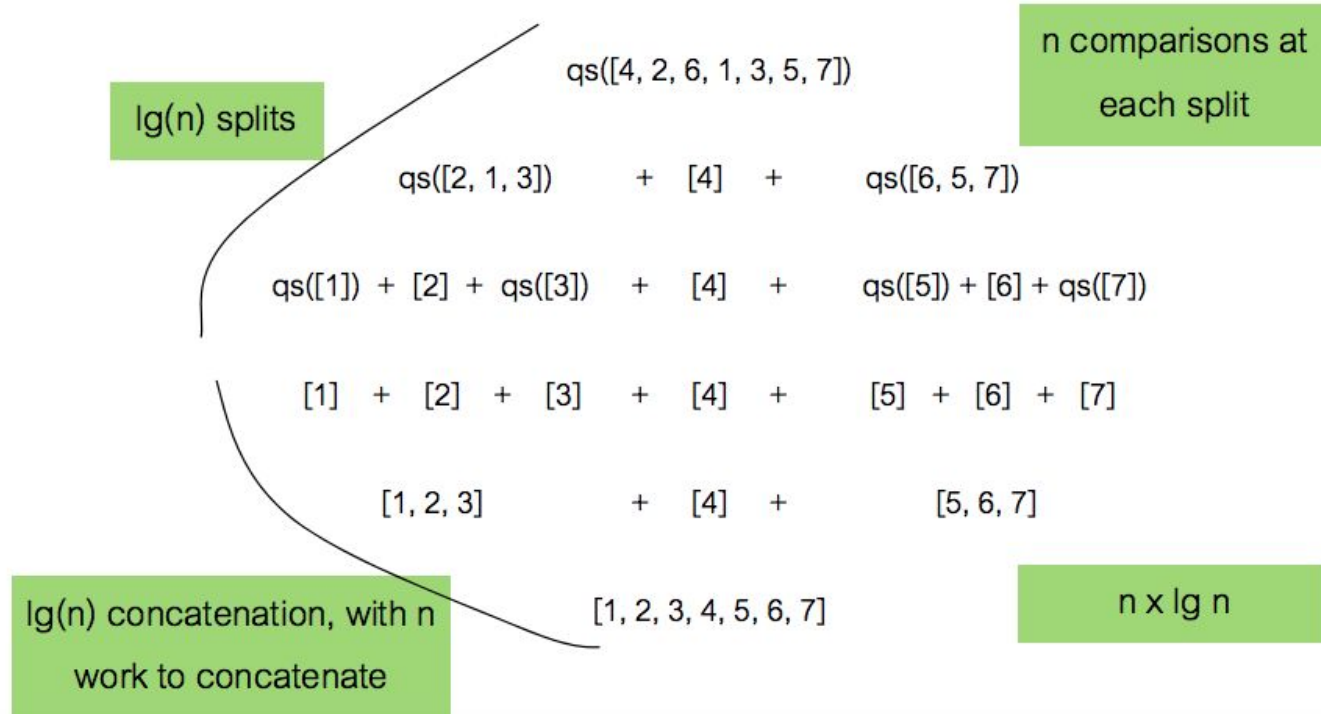 n comparisons at
each split
qs([4, 2, 6, 1, 3, 5, 7])
lg(n) splits
qs([2, 1, 3]) + [4] + qs([6, 5, 7])
qs([1]) + [2] + qs([3]) + [4] + qs([5]) + [6] + qs([7])
[1] + [2] + [3] + [4] + [5] + [6] + [7]
[1, 2, 3] + [4] + [5, 6, 7]
lg(n) concatenation, with n
work to concatenate
[1, 2, 3, 4, 5, 6, 7]
n x lg n